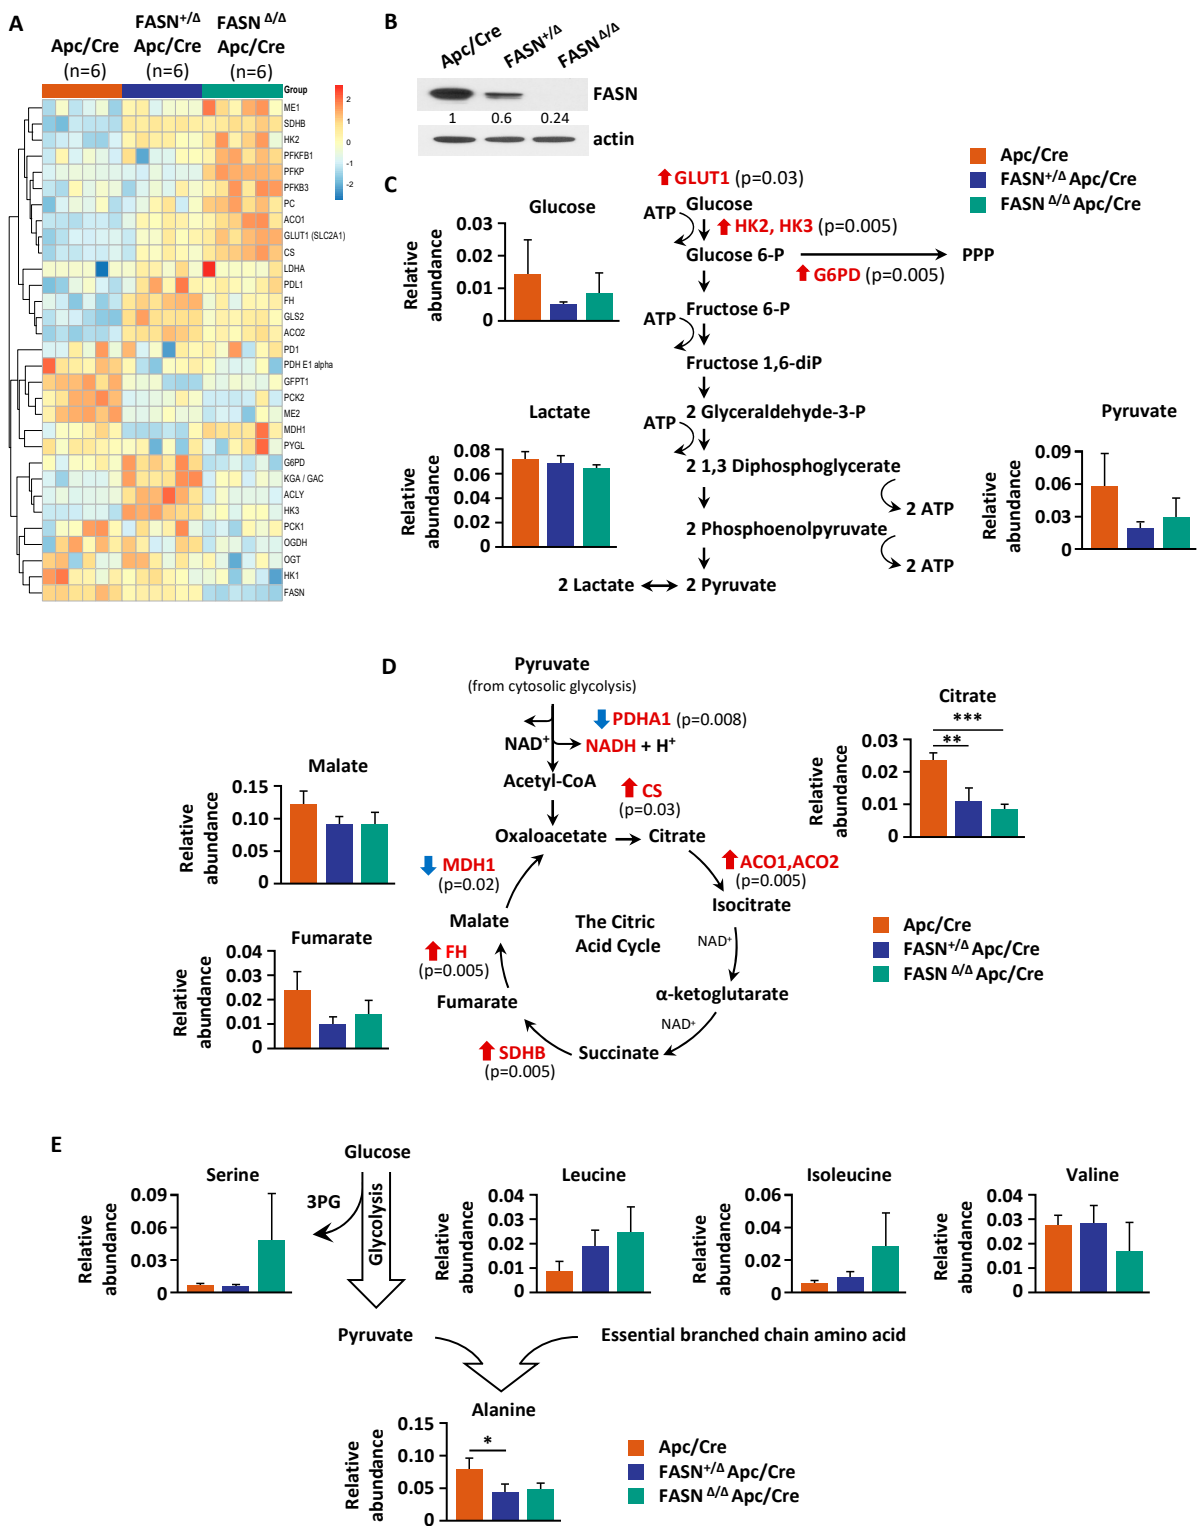 A
Apc/Cre
(n=6)
FASN+/Δ
Apc/Cre
(n=6)
FASN Δ/Δ
Apc/Cre
(n=6)
Group
2
1
0
-1
-2
ME1
SDHB
HK2
PFKFB1
PFKP
PFKB3
PC
ACO1
GLUT1 (SLC2A1)
CS
LDHA
PDL1
FH
GLS2
ACO2
PD1
PDH E1 alpha
GFPT1
PCK2
ME2
MDH1
PYGL
G6PD
KGA / GAC
ACLY
HK3
PCK1
OGDH
OGT
HK1
FASN
B
Apc/Cre
FASN+/Δ
FASNΔ/Δ
FASN
1 0.6 0.24
actin
Apc/Cre
FASN+/Δ Apc/Cre
FASN Δ/Δ Apc/Cre
C
Glucose
Relative
abundance
0.03
0.02
0.01
0
GLUT1 (p=0.03)
Glucose
ATP
HK2, HK3 (p=0.005)
Glucose 6-P
PPP
G6PD (p=0.005)
Fructose 6-P
ATP
Fructose 1,6-diP
2 Glyceraldehyde-3-P
ATP
2 1,3 Diphosphoglycerate
2 ATP
2 Phosphoenolpyruvate
2 ATP
2 Lactate
2 Pyruvate
Lactate
Relative
abundance
0.08
0.06
0.04
0.02
0
Pyruvate
Relative
abundance
0.09
0.06
0.03
0
D
Pyruvate
(from cytosolic glycolysis)
PDHA1 (p=0.008)
NAD+
NADH + H+
Acetyl-CoA
CS
(p=0.03)
Oxaloacetate
Citrate
ACO1,ACO2
(p=0.005)
Isocitrate
NAD+
α-ketoglutarate
NAD+
Succinate
SDHB
(p=0.005)
Fumarate
FH
(p=0.005)
Malate
MDH1
(p=0.02)
The Citric
Acid Cycle
Malate
Relative
abundance
0.15
0.10
0.05
0
Fumarate
Relative
abundance
0.04
0.03
0.02
0.01
0
Citrate
***
**
Relative
abundance
0.03
0.02
0.01
0
Apc/Cre
FASN+/Δ Apc/Cre
FASN Δ/Δ Apc/Cre
E
Serine
Relative
abundance
0.09
0.06
0.03
0
Glucose
3PG
Glycolysis
Leucine
Relative
abundance
0.04
0.03
0.02
0.01
0
Isoleucine
Relative
abundance
0.06
0.04
0.02
0
Valine
Relative
abundance
0.04
0.03
0.02
0.01
0
Pyruvate
Essential branched chain amino acid
Alanine
*
Relative
abundance
0.15
0.10
0.05
0
Apc/Cre
FASN+/Δ Apc/Cre
FASN Δ/Δ Apc/Cre